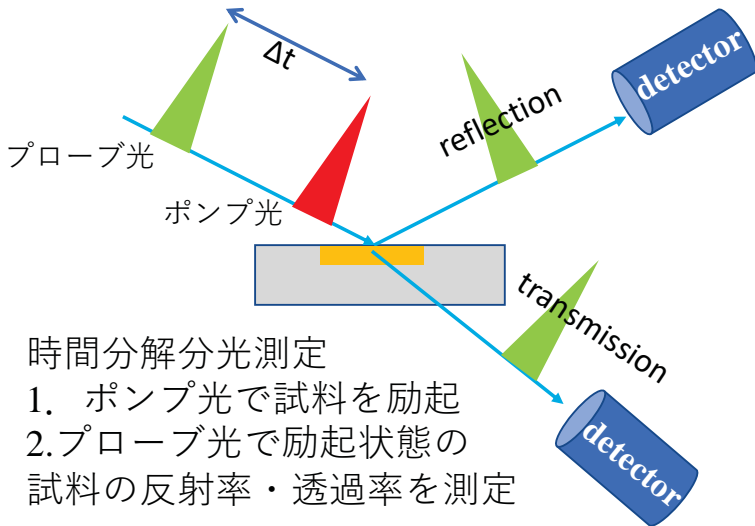 Δt
detector
reflection
プローブ光
ポンプ光
transmission
時間分解分光測定
1. ポンプ光で試料を励起
2.プローブ光で励起状態の
試料の反射率・透過率を測定
detector